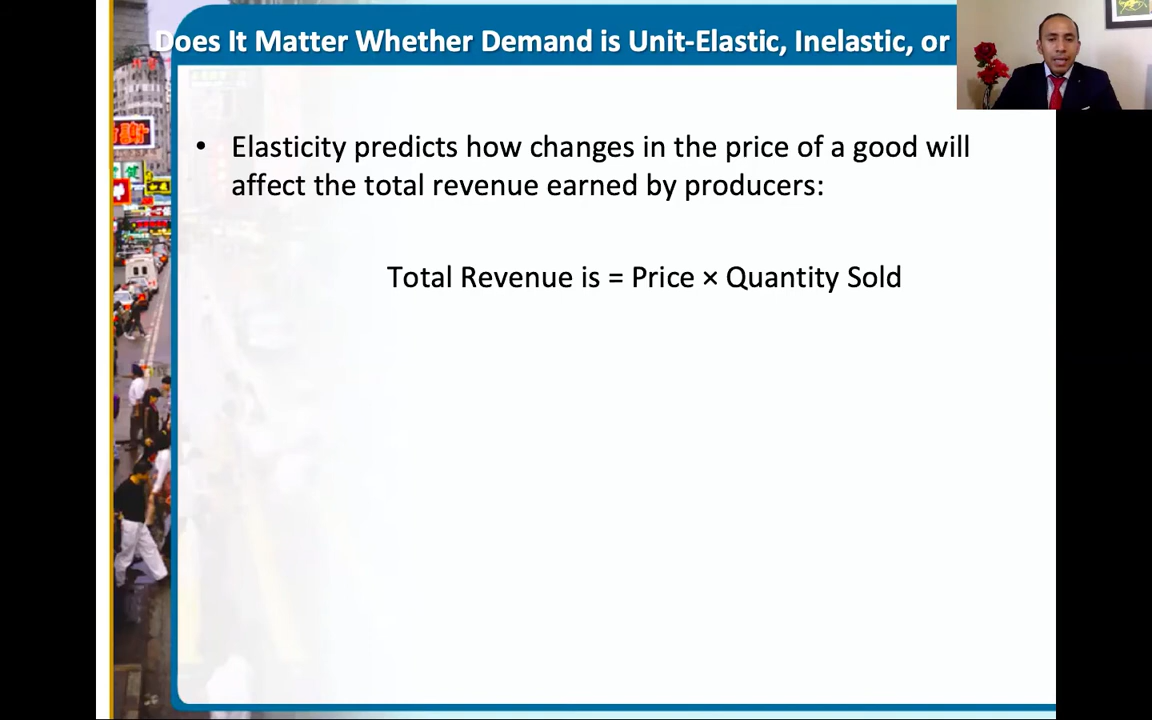 Does It Matter Whether Demand is Unit-Elastic, Inelastic, or
• Elasticity predicts how changes in the price of a good will
affect the total revenue earned by producers:
Total Revenue is = Price × Quantity Sold